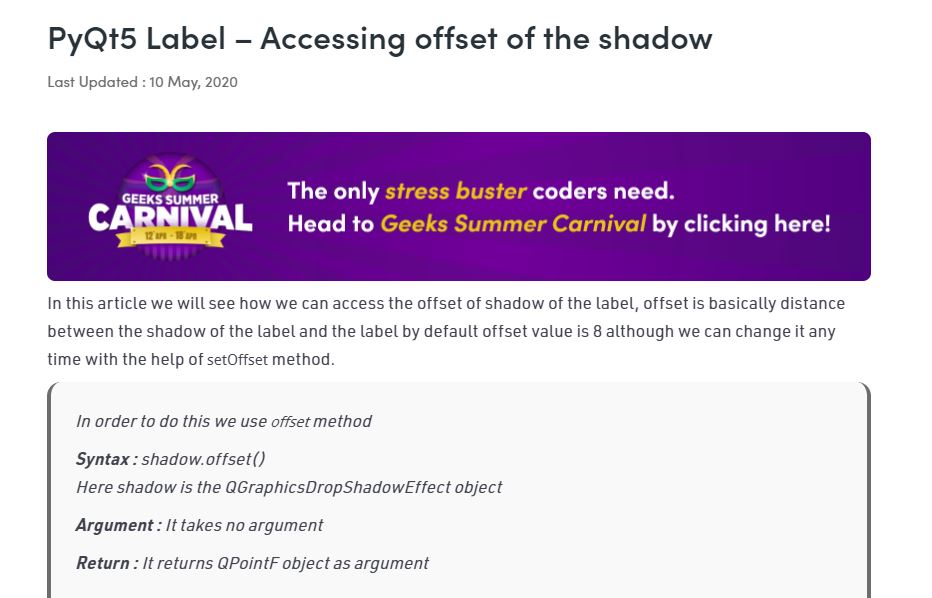 PyQt5 Label – Accessing offset of the shadow
Last Updated : 10 May, 2020
GEEKS SUMMER
CARNIVAL
12 APR - 18 APR
The only stress buster coders need.
Head to Geeks Summer Carnival by clicking here!
In this article we will see how we can access the offset of shadow of the label, offset is basically distance
between the shadow of the label and the label by default offset value is 8 although we can change it any
time with the help of setOffset method.
In order to do this we use offset method
Syntax : shadow.offset()
Here shadow is the QGraphicsDropShadowEffect object
Argument : It takes no argument
Return : It returns QPointF object as argument